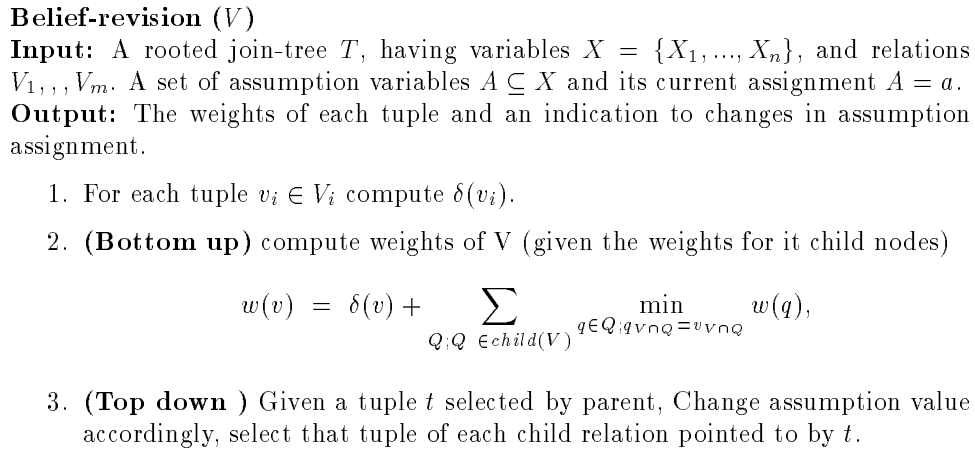 Belief-revision (V)
Input: A rooted join-tree T, having variables X = {X₁, ..., Xₙ}, and relations
V₁, , , Vₘ. A set of assumption variables A ⊆ X and its current assignment A = a.
Output: The weights of each tuple and an indication to changes in assumption
assignment.
1. For each tuple vᵢ ∈ Vᵢ compute δ(vᵢ).
2. (Bottom up) compute weights of V (given the weights for it child nodes)
w(v) = δ(v) + ∑_{Q;Q ∈child(V)} min_{q∈Q;q_{V∩Q}=v_{V∩Q}} w(q),
3. (Top down ) Given a tuple t selected by parent, Change assumption value
accordingly, select that tuple of each child relation pointed to by t.